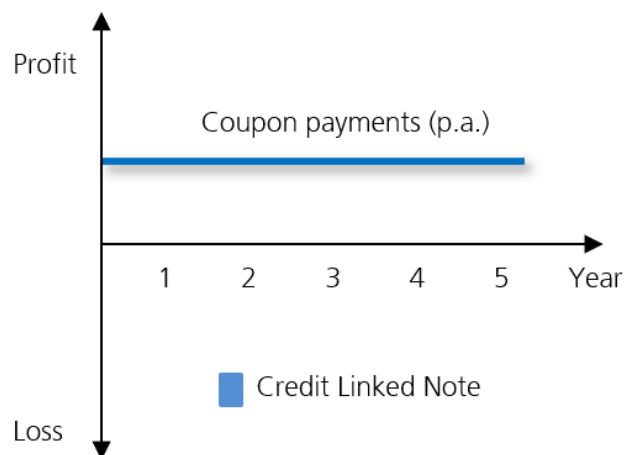 Profit
Coupon payments (p.a.)
1 2 3 4 5 Year
Credit Linked Note
Loss